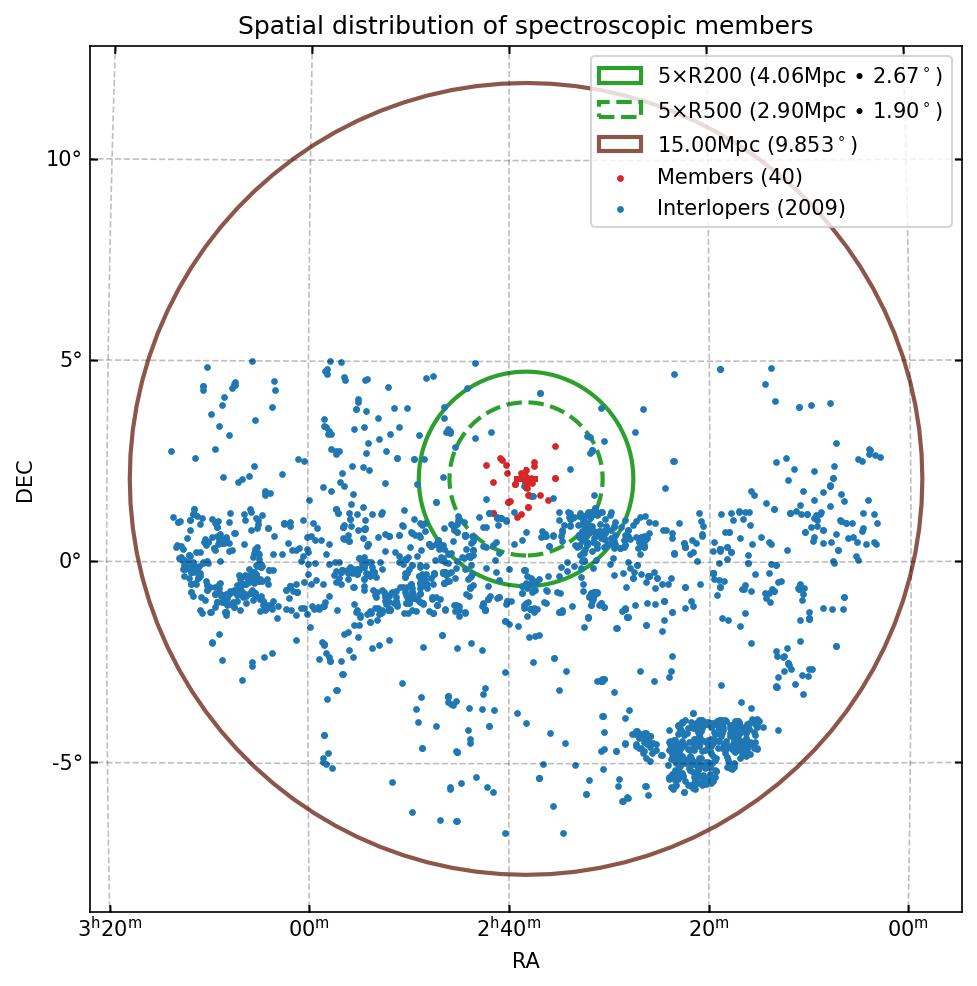 Spatial distribution of spectroscopic members
5×R200 (4.06Mpc • 2.67°)
5×R500 (2.90Mpc • 1.90°)
15.00Mpc (9.853°)
Members (40)
Interlopers (2009)
10°
5°
0°
-5°
DEC
3h20m 00m 2h40m 20m 00m
RA